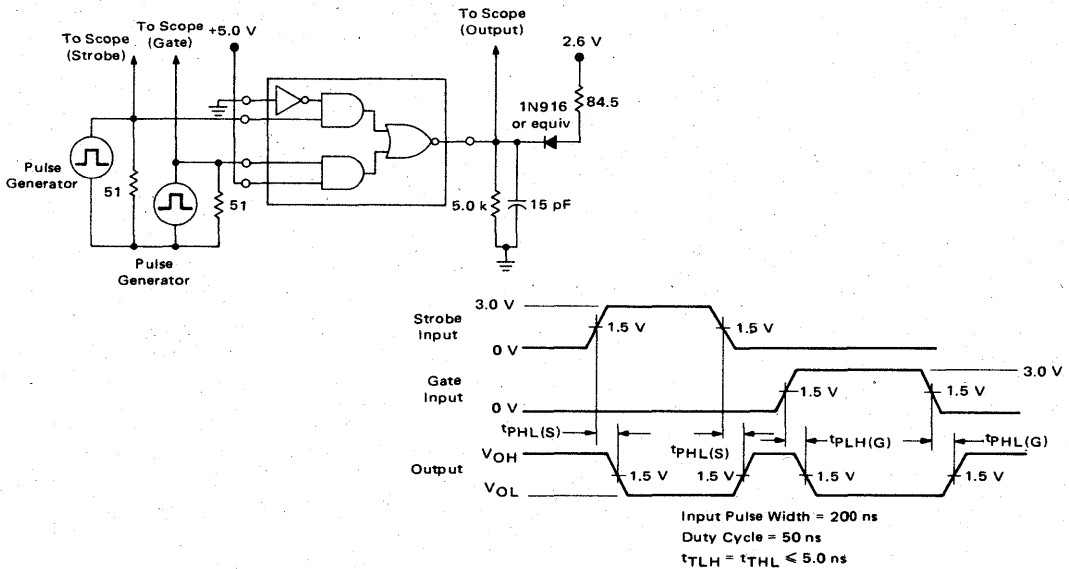 To Scope
(Strobe)
To Scope
(Gate)
+5.0 V
To Scope
(Output)
2.6 V
84.5
1N916
or equiv
Pulse
Generator
51
51
5.0 k
15 pF
Pulse
Generator
Strobe
Input
3.0 V
0 V
1.5 V
1.5 V
Gate
Input
0 V
1.5 V
1.5 V
3.0 V
tPHL(S)
tPHL(S)
tPLH(G)
tPHL(G)
Output
VOH
VOL
1.5 V
1.5 V
1.5 V
1.5 V
Input Pulse Width = 200 ns
Duty Cycle = 50 ns
tTLH = tTHL ≤ 5.0 ns